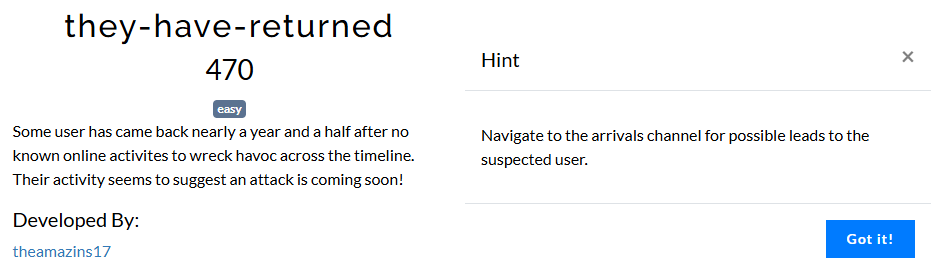 they-have-returned
470
easy
Some user has came back nearly a year and a half after no
known online activites to wreck havoc across the timeline.
Their activity seems to suggest an attack is coming soon!
Developed By:
theamazins17
Hint
×
Navigate to the arrivals channel for possible leads to the
suspected user.
Got it!